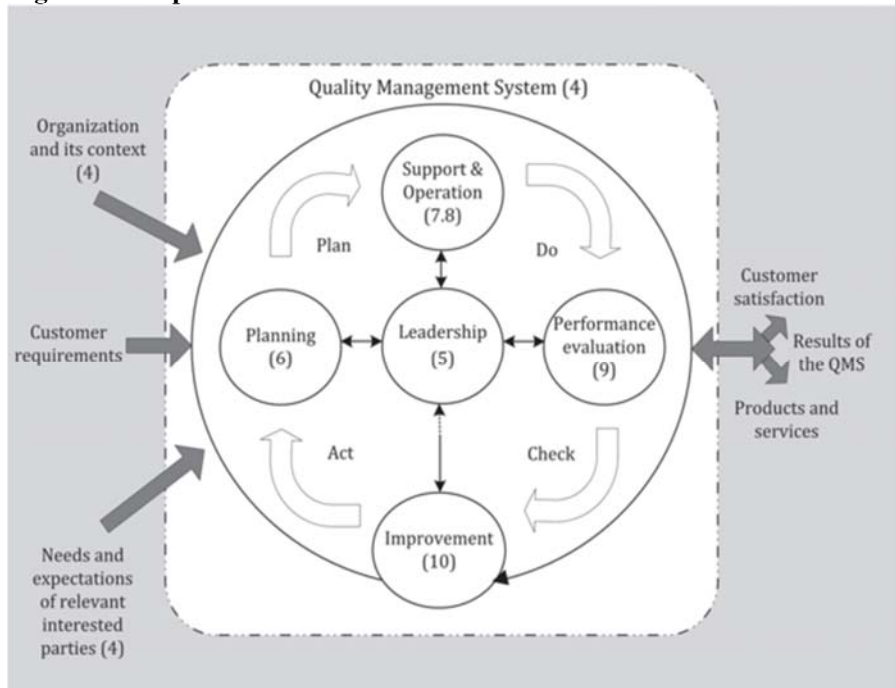 Quality Management System (4)
Organization
and its context
(4)
Support &
Operation
(7.8)
Plan
Do
Customer
satisfaction
Customer
requirements
Planning
(6)
Leadership
(5)
Performance
evaluation
(9)
Results of
the QMS
Products and
services
Act
Check
Improvement
(10)
Needs and
expectations
of relevant
interested
parties (4)